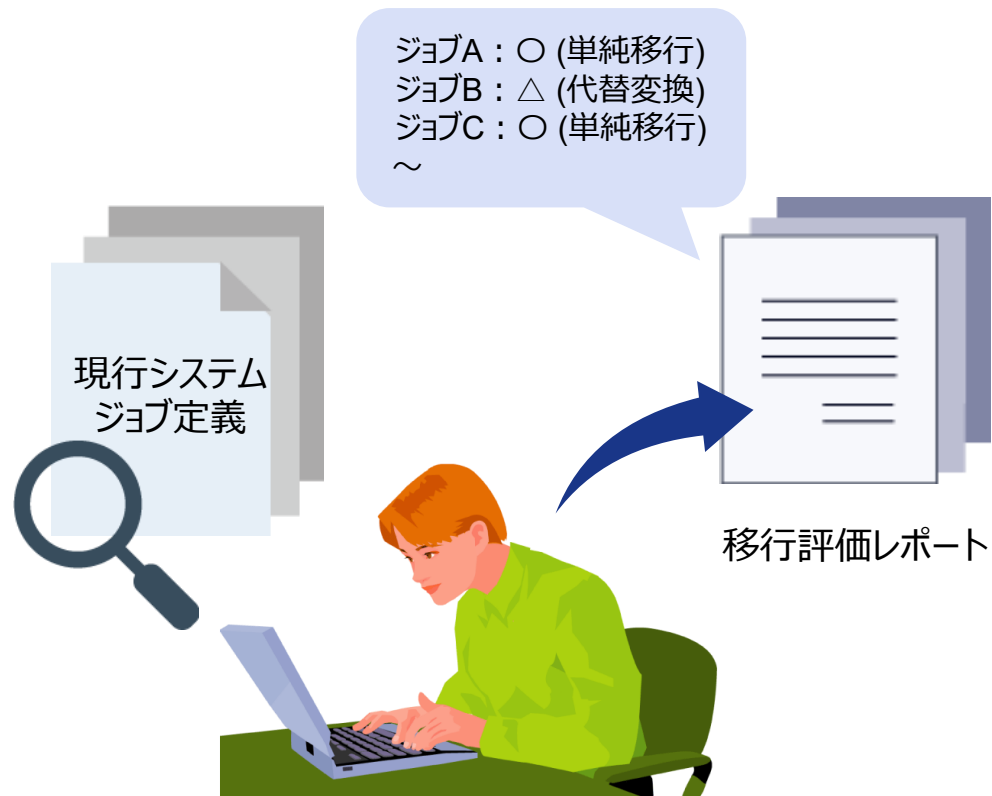 ジョブA：〇 (単純移行)
ジョブB：△ (代替変換)
ジョブC：〇 (単純移行)
～
現行システム
ジョブ定義
移行評価レポート